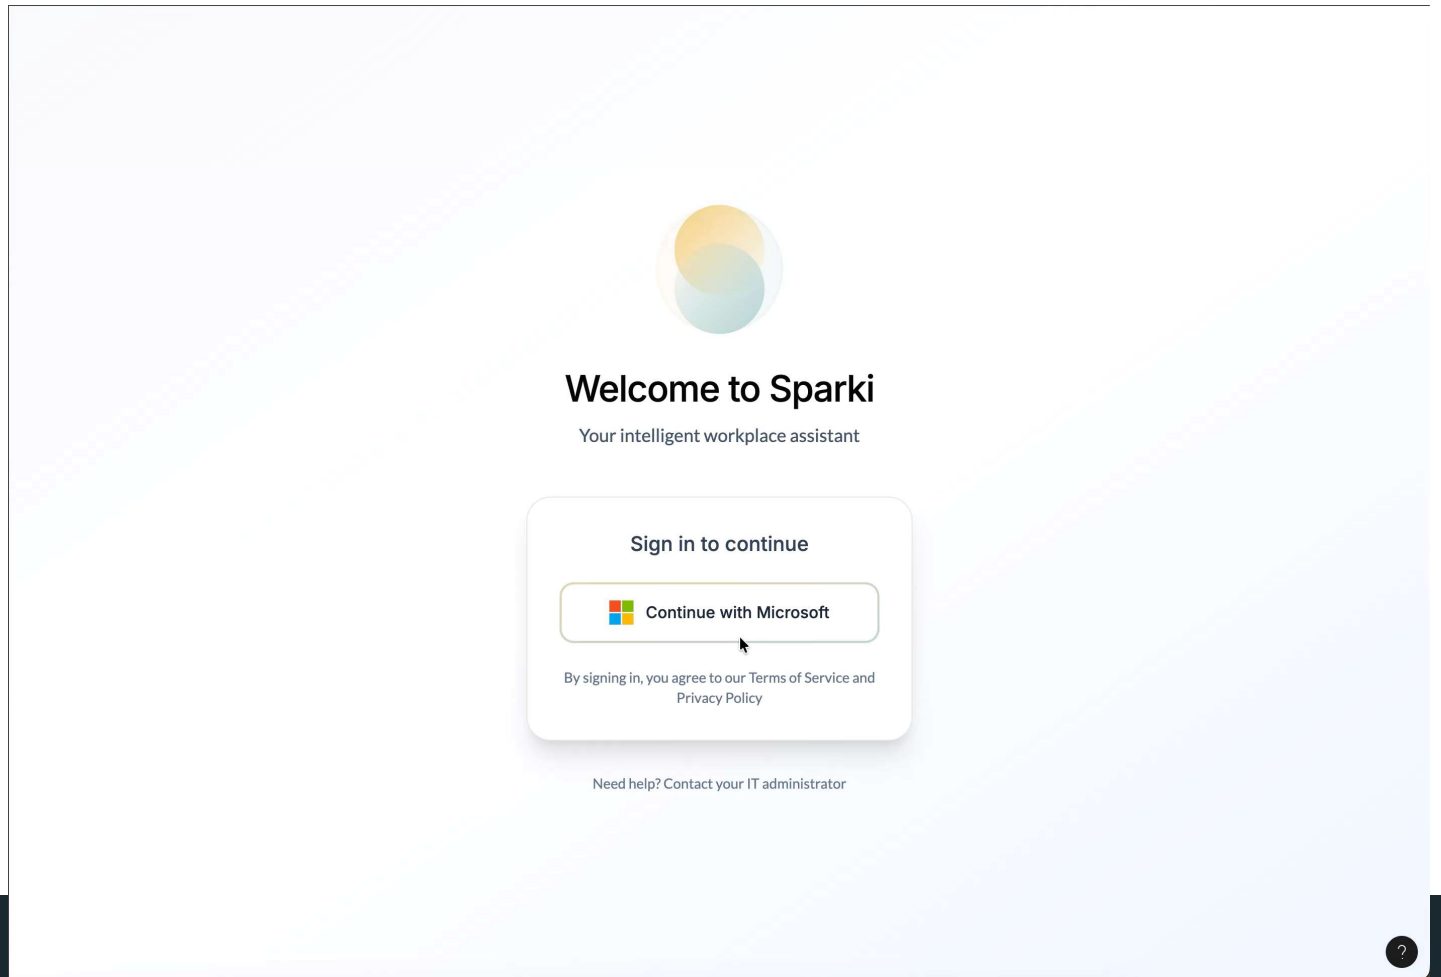 Welcome to Sparki
Your intelligent workplace assistant
Sign in to continue
Continue with Microsoft
By signing in, you agree to our Terms of Service and
Privacy Policy
Need help? Contact your IT administrator
?